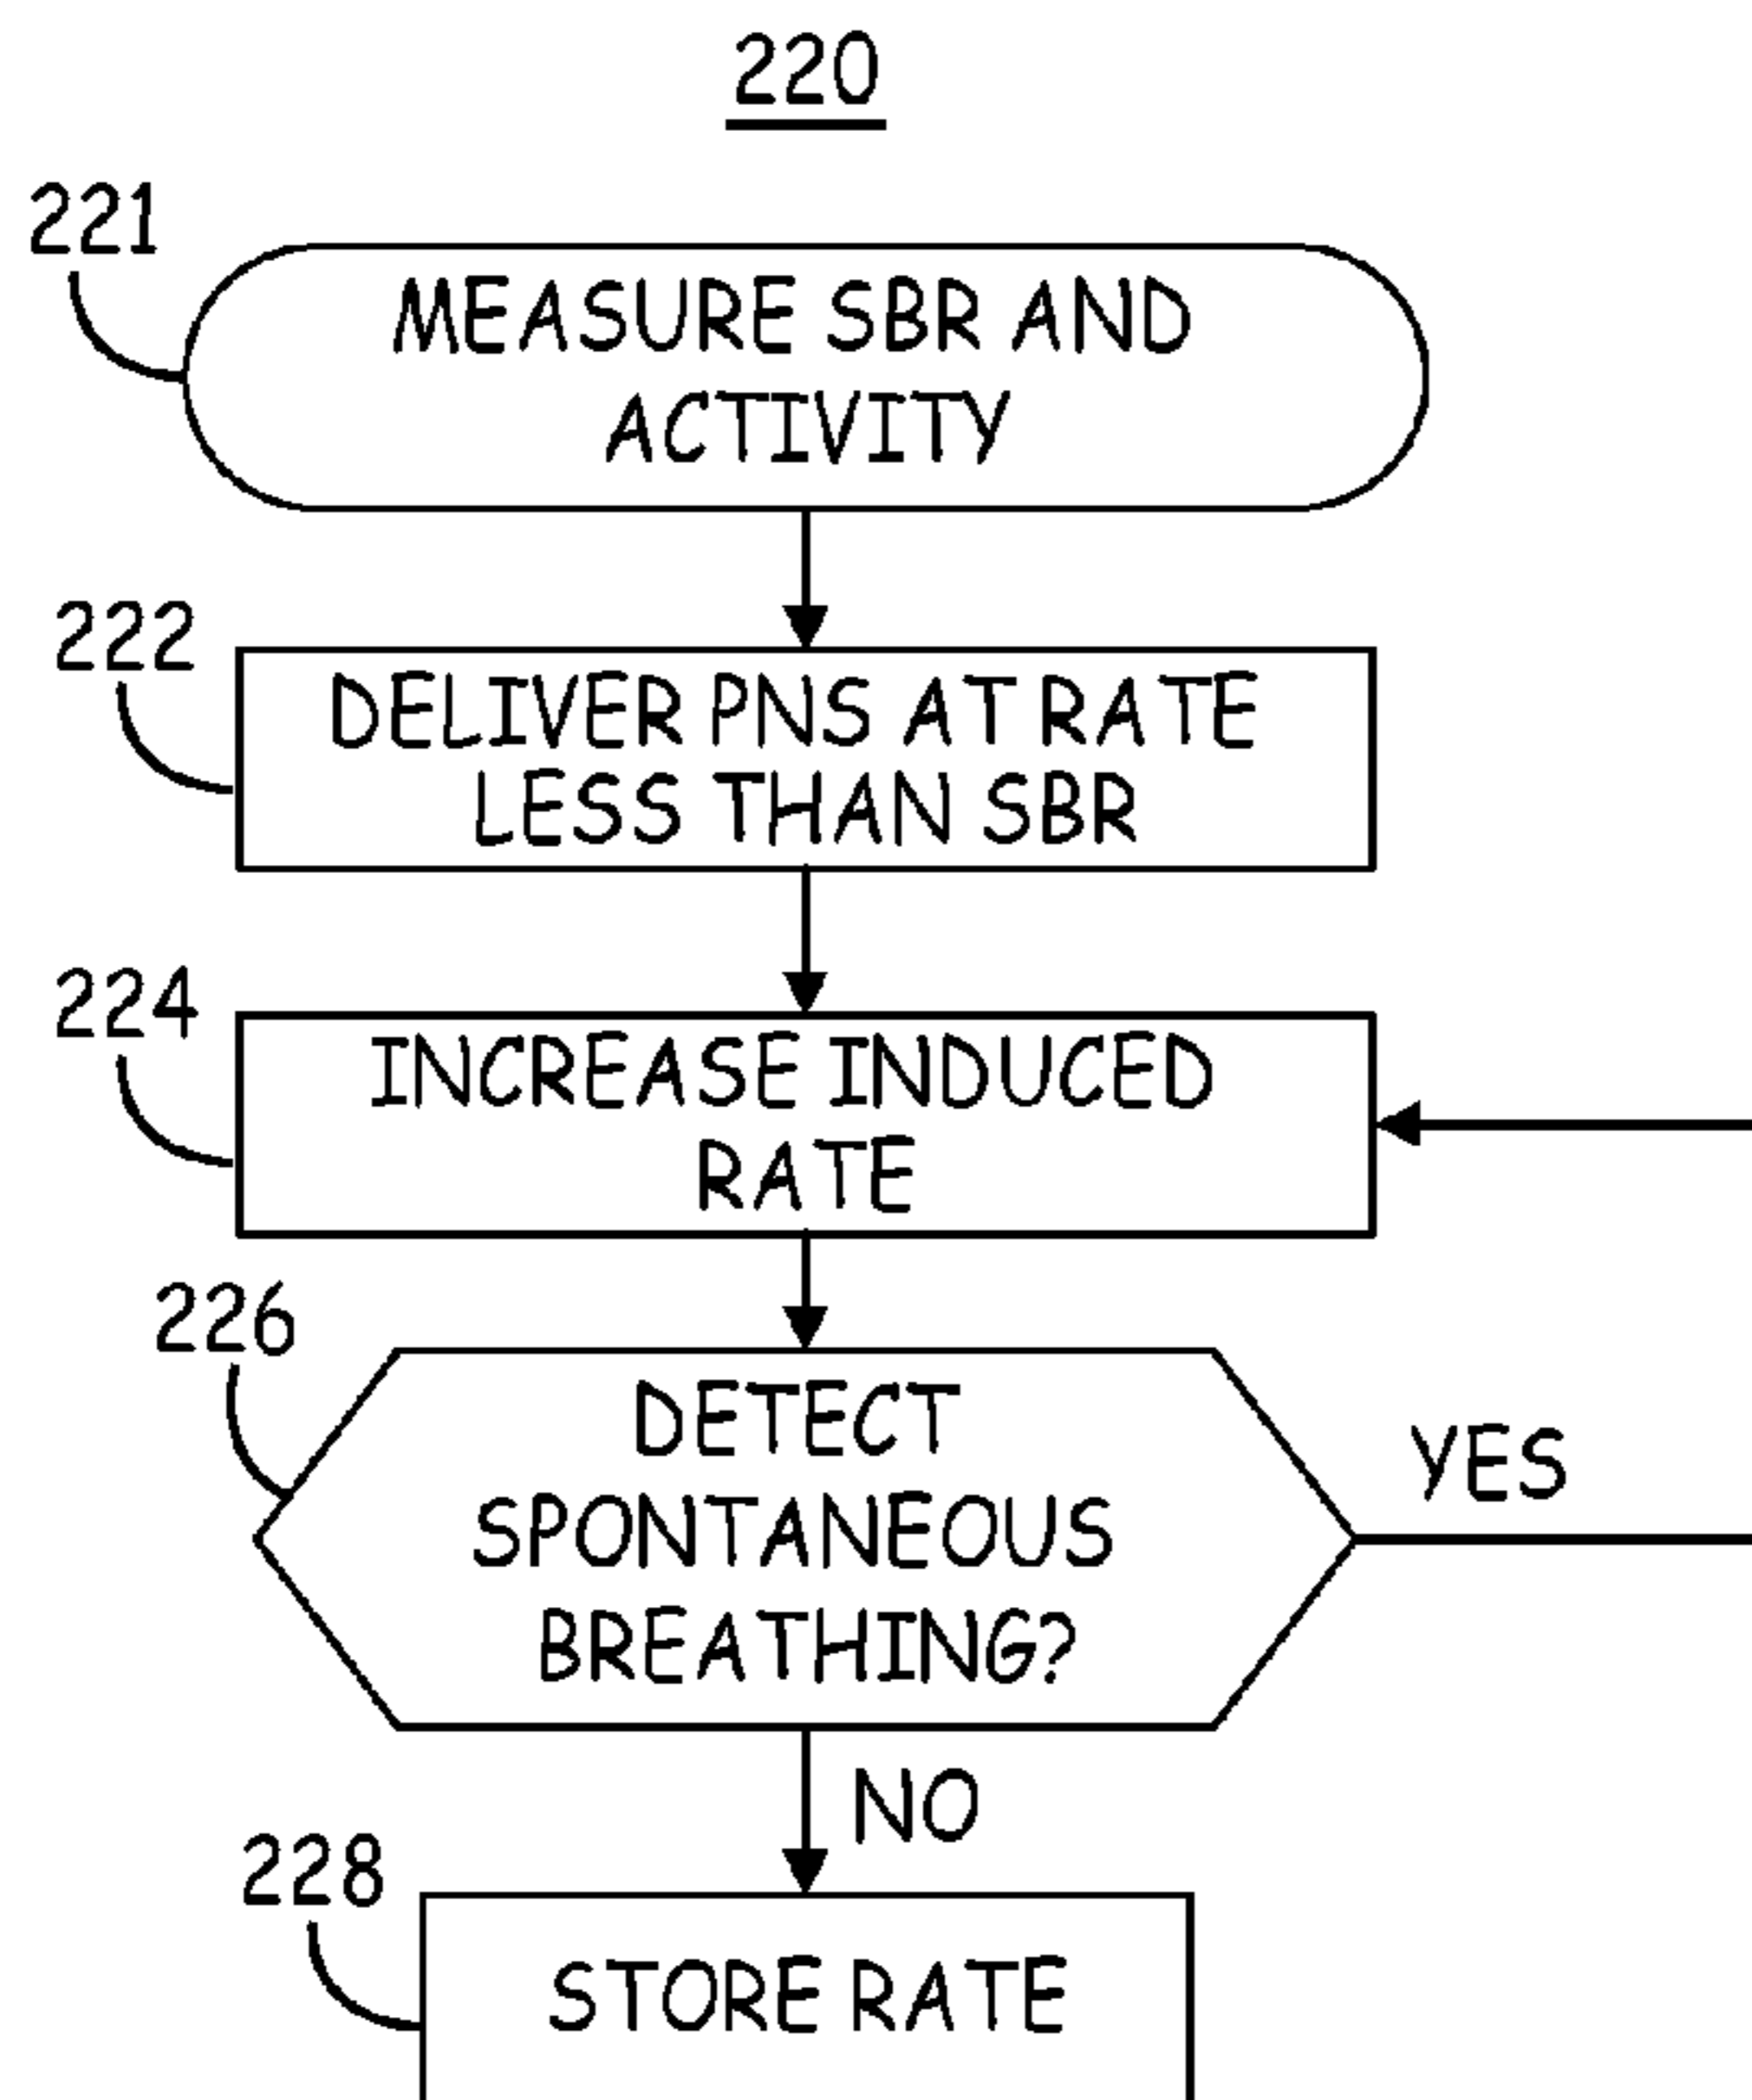 220
221
MEASURE SBR AND
ACTIVITY
222
DELIVER PNS AT RATE
LESS THAN SBR
224
INCREASE INDUCED
RATE
226
DETECT
SPONTANEOUS
BREATHING?
YES
NO
228
STORE RATE